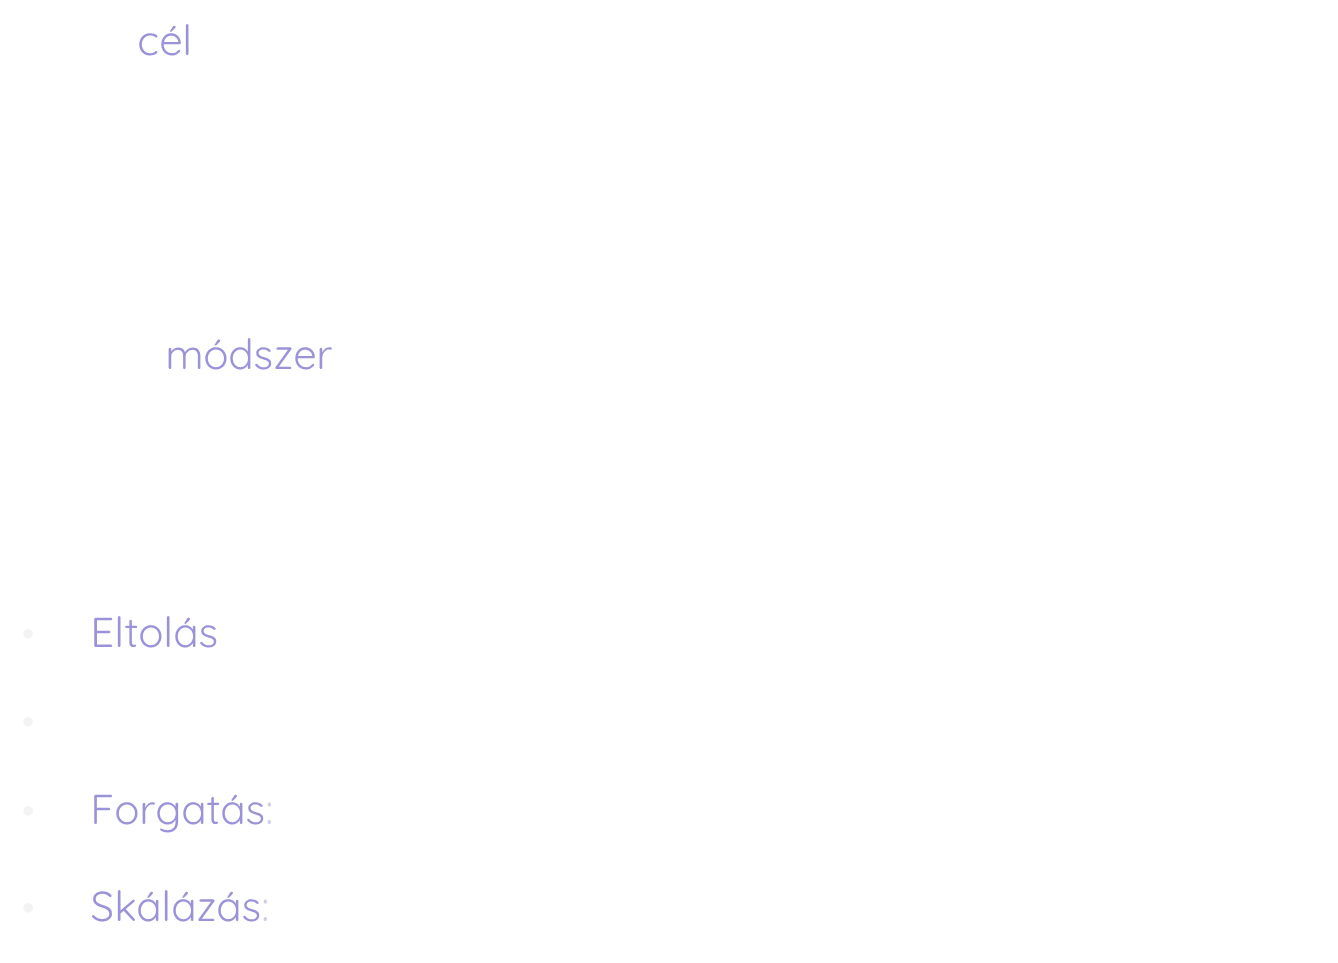 cél
módszer
• Eltolás
•
• Forgatás:
• Skálázás: